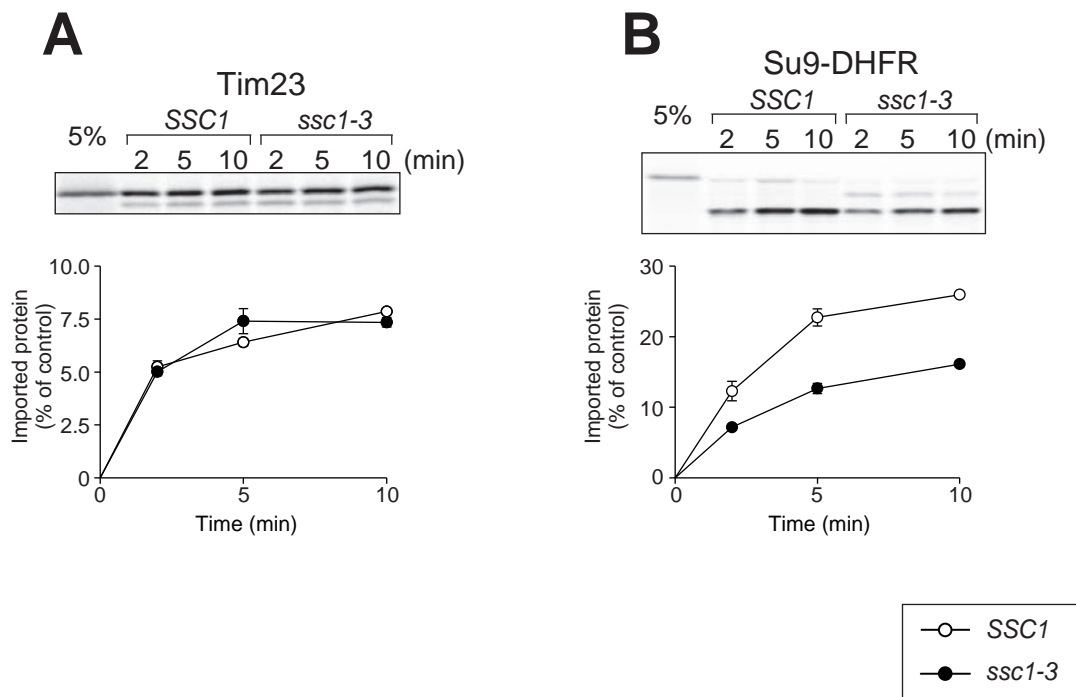 A
Tim23
SSC1 ssc1-3
5%
2 5 10 2 5 10 (min)
10.0
7.5
5.0
2.5
0
Imported protein
(% of control)
0 5 10
Time (min)
B
Su9-DHFR
SSC1 ssc1-3
5%
2 5 10 2 5 10 (min)
30
20
10
0
Imported protein
(% of control)
0 5 10
Time (min)
SSC1
ssc1-3